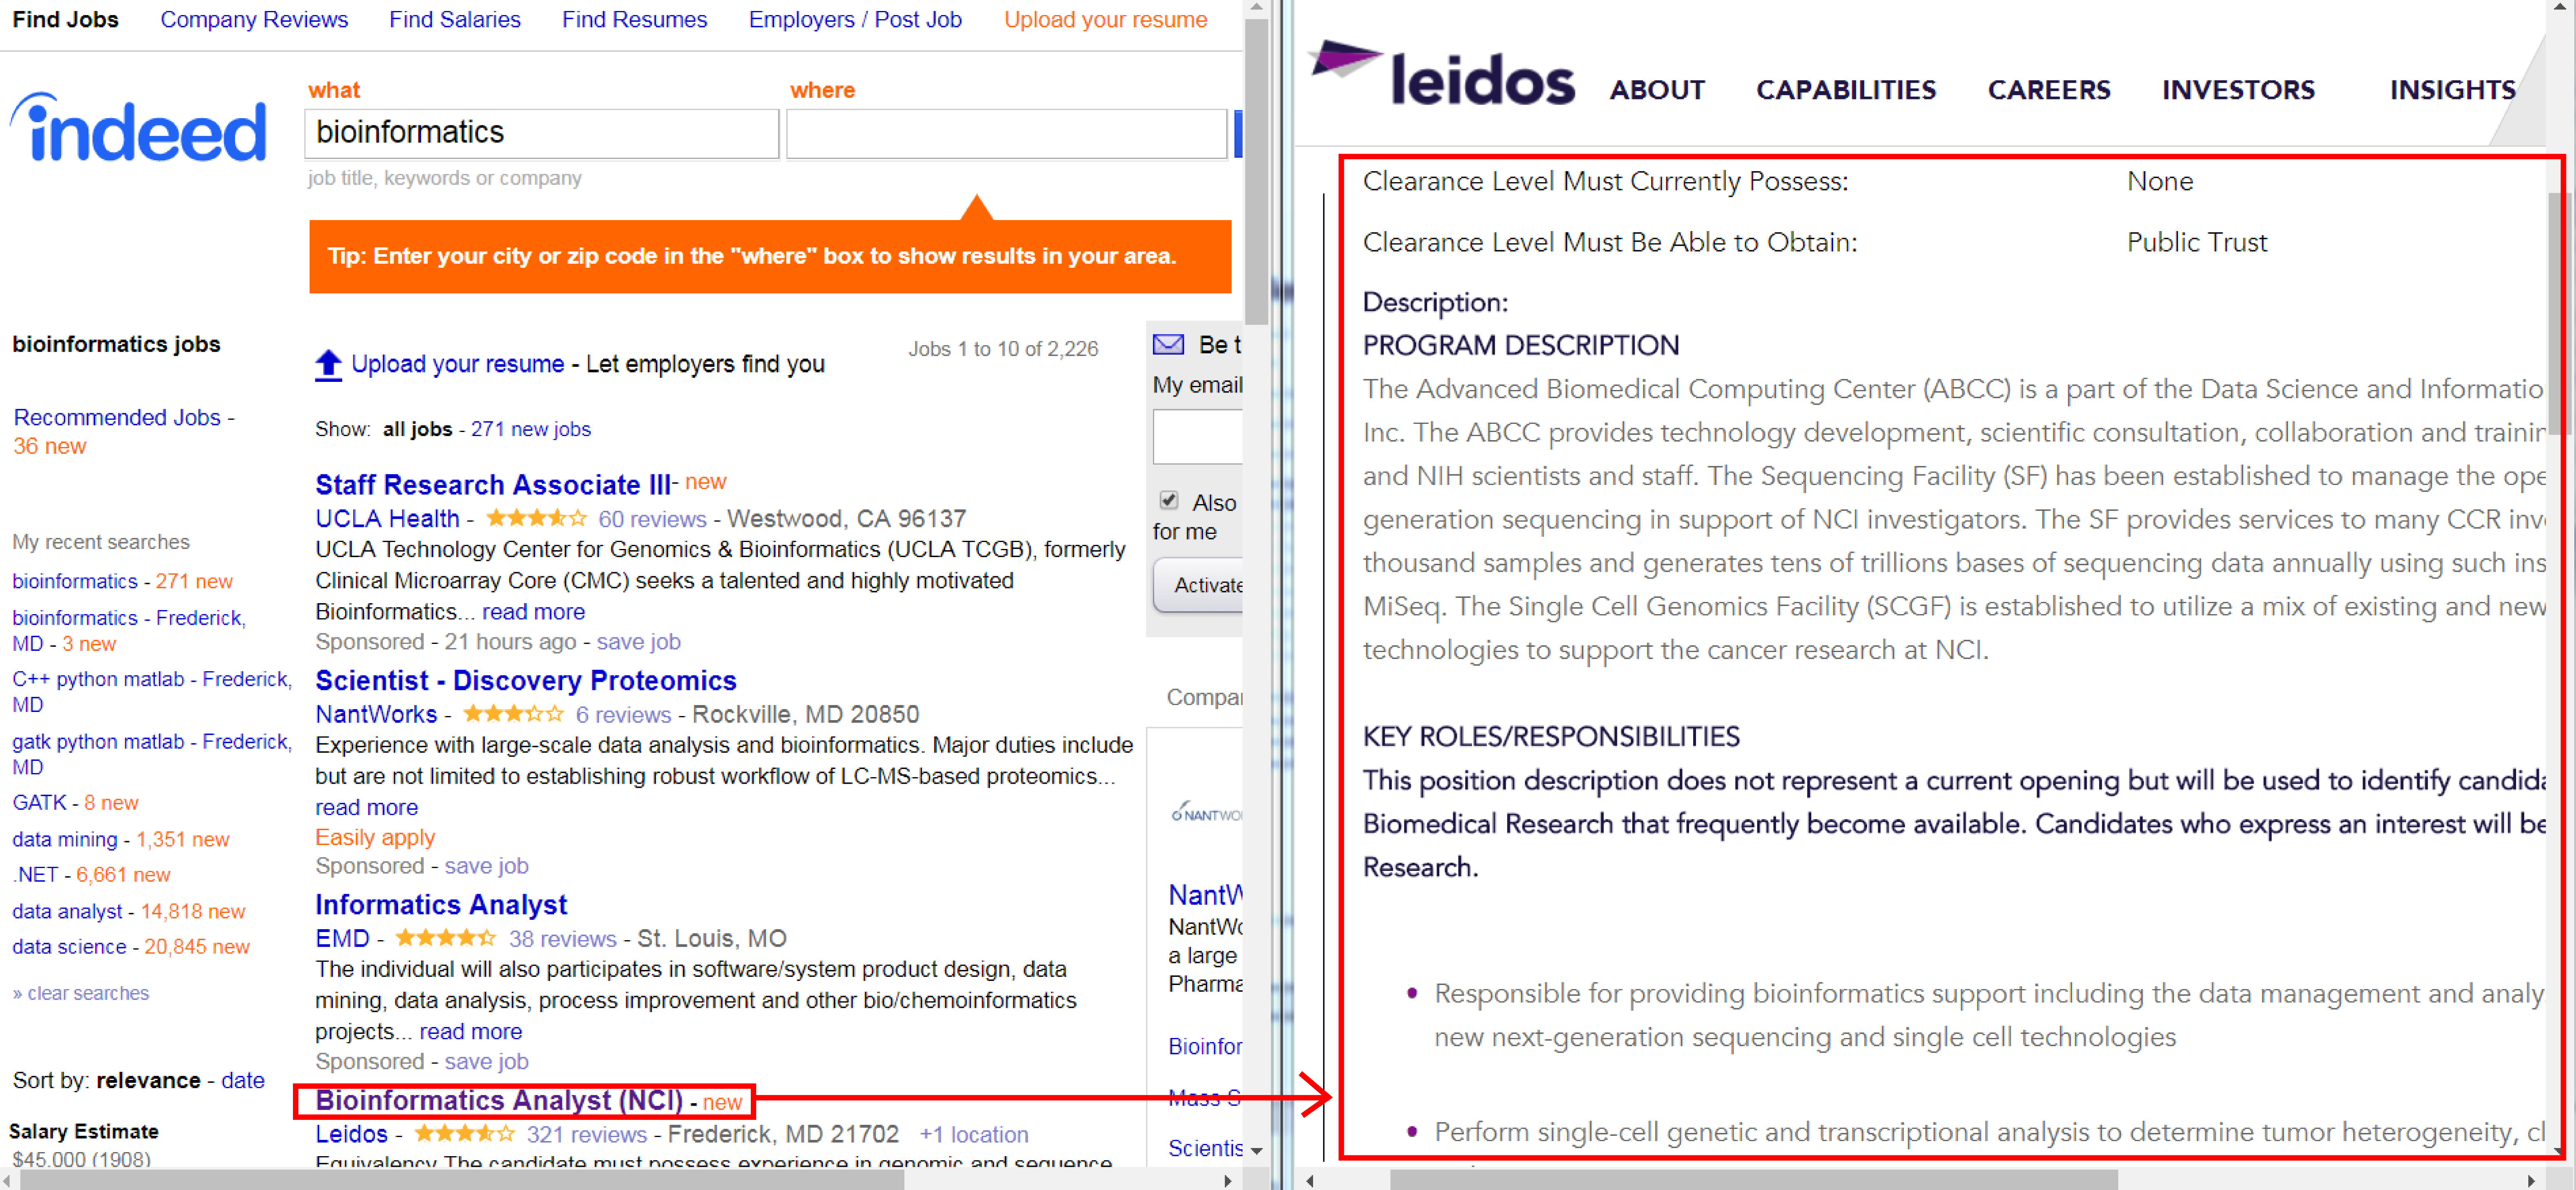 Find Jobs Company Reviews Find Salaries Find Resumes Employers / Post Job Upload your resume
indeed
what
where
bioinformatics
job title, keywords or company
Tip: Enter your city or zip code in the "where" box to show results in your area.
bioinformatics jobs
Recommended Jobs -
36 new
My recent searches
bioinformatics - 271 new
bioinformatics - Frederick,
MD - 3 new
C++ python matlab - Frederick,
MD
gatk python matlab - Frederick,
MD
GATK - 8 new
data mining - 1,351 new
.NET - 6,661 new
data analyst - 14,818 new
data science - 20,845 new
» clear searches
Sort by: relevance - date
Salary Estimate
$45,000 (1908)
Upload your resume - Let employers find you
Jobs 1 to 10 of 2,226
Show: all jobs - 271 new jobs
Staff Research Associate III - new
UCLA Health - 60 reviews - Westwood, CA 96137
UCLA Technology Center for Genomics & Bioinformatics (UCLA TCGB), formerly
Clinical Microarray Core (CMC) seeks a talented and highly motivated
Bioinformatics... read more
Sponsored - 21 hours ago - save job
Scientist - Discovery Proteomics
NantWorks - 6 reviews - Rockville, MD 20850
Experience with large-scale data analysis and bioinformatics. Major duties include
but are not limited to establishing robust workflow of LC-MS-based proteomics...
read more
Easily apply
Sponsored - save job
Informatics Analyst
EMD - 38 reviews - St. Louis, MO
The individual will also participates in software/system product design, data
mining, data analysis, process improvement and other bio/chemoinformatics
projects... read more
Sponsored - save job
Bioinformatics Analyst (NCI) - new
Leidos - 321 reviews - Frederick, MD 21702 +1 location
Equivalency The candidate must possess experience in genomic and sequence
Be t
My email
Also
for me
Activate
Compa
NANTWO
NantW
NantWo
a large
Pharma
Bioinfor
Mass S
Scientis
leidos
ABOUT CAPABILITIES CAREERS INVESTORS INSIGHTS
Clearance Level Must Currently Possess: None
Clearance Level Must Be Able to Obtain: Public Trust
Description:
PROGRAM DESCRIPTION
The Advanced Biomedical Computing Center (ABCC) is a part of the Data Science and Informatio
Inc. The ABCC provides technology development, scientific consultation, collaboration and trainin
and NIH scientists and staff. The Sequencing Facility (SF) has been established to manage the ope
generation sequencing in support of NCI investigators. The SF provides services to many CCR inv
thousand samples and generates tens of trillions bases of sequencing data annually using such ins
MiSeq. The Single Cell Genomics Facility (SCGF) is established to utilize a mix of existing and new
technologies to support the cancer research at NCI.
KEY ROLES/RESPONSIBILITIES
This position description does not represent a current opening but will be used to identify candida
Biomedical Research that frequently become available. Candidates who express an interest will be
Research.
• Responsible for providing bioinformatics support including the data management and analy
new next-generation sequencing and single cell technologies
• Perform single-cell genetic and transcriptional analysis to determine tumor heterogeneity, cl